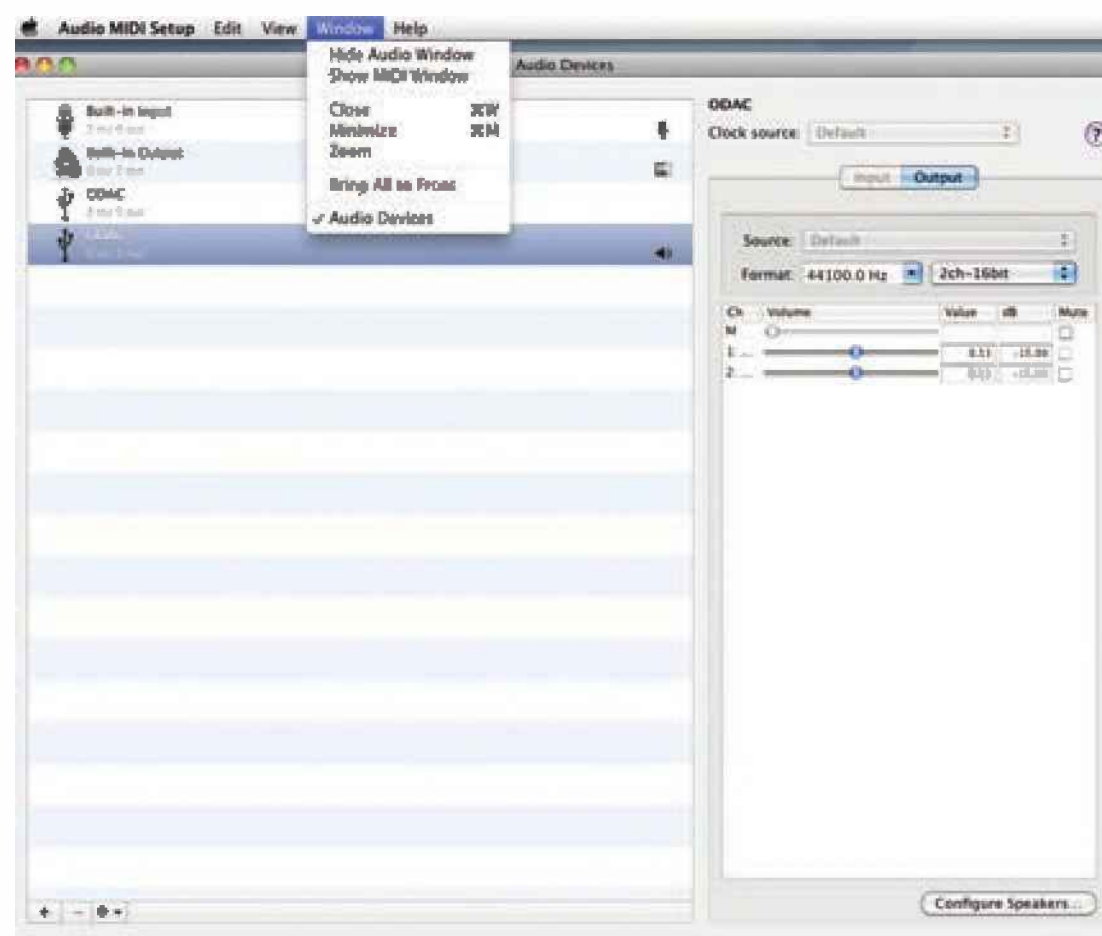 Audio MIDI Setup Edit View Window Help
Audio Devices
Hide Audio Window
Show MIDI Window
Close ⌘W
Minimize ⌘M
Zoom
Bring All to Front
✓ Audio Devices
Built-in Input
Built-in Output
ODAC
ODAC
Clock source: Default
Input Output
Source: Default
Format: 44100.0 Hz 2ch-16bit
Ch Volume Value dB Mute
M
1: ...
2: ...
Configure Speakers...